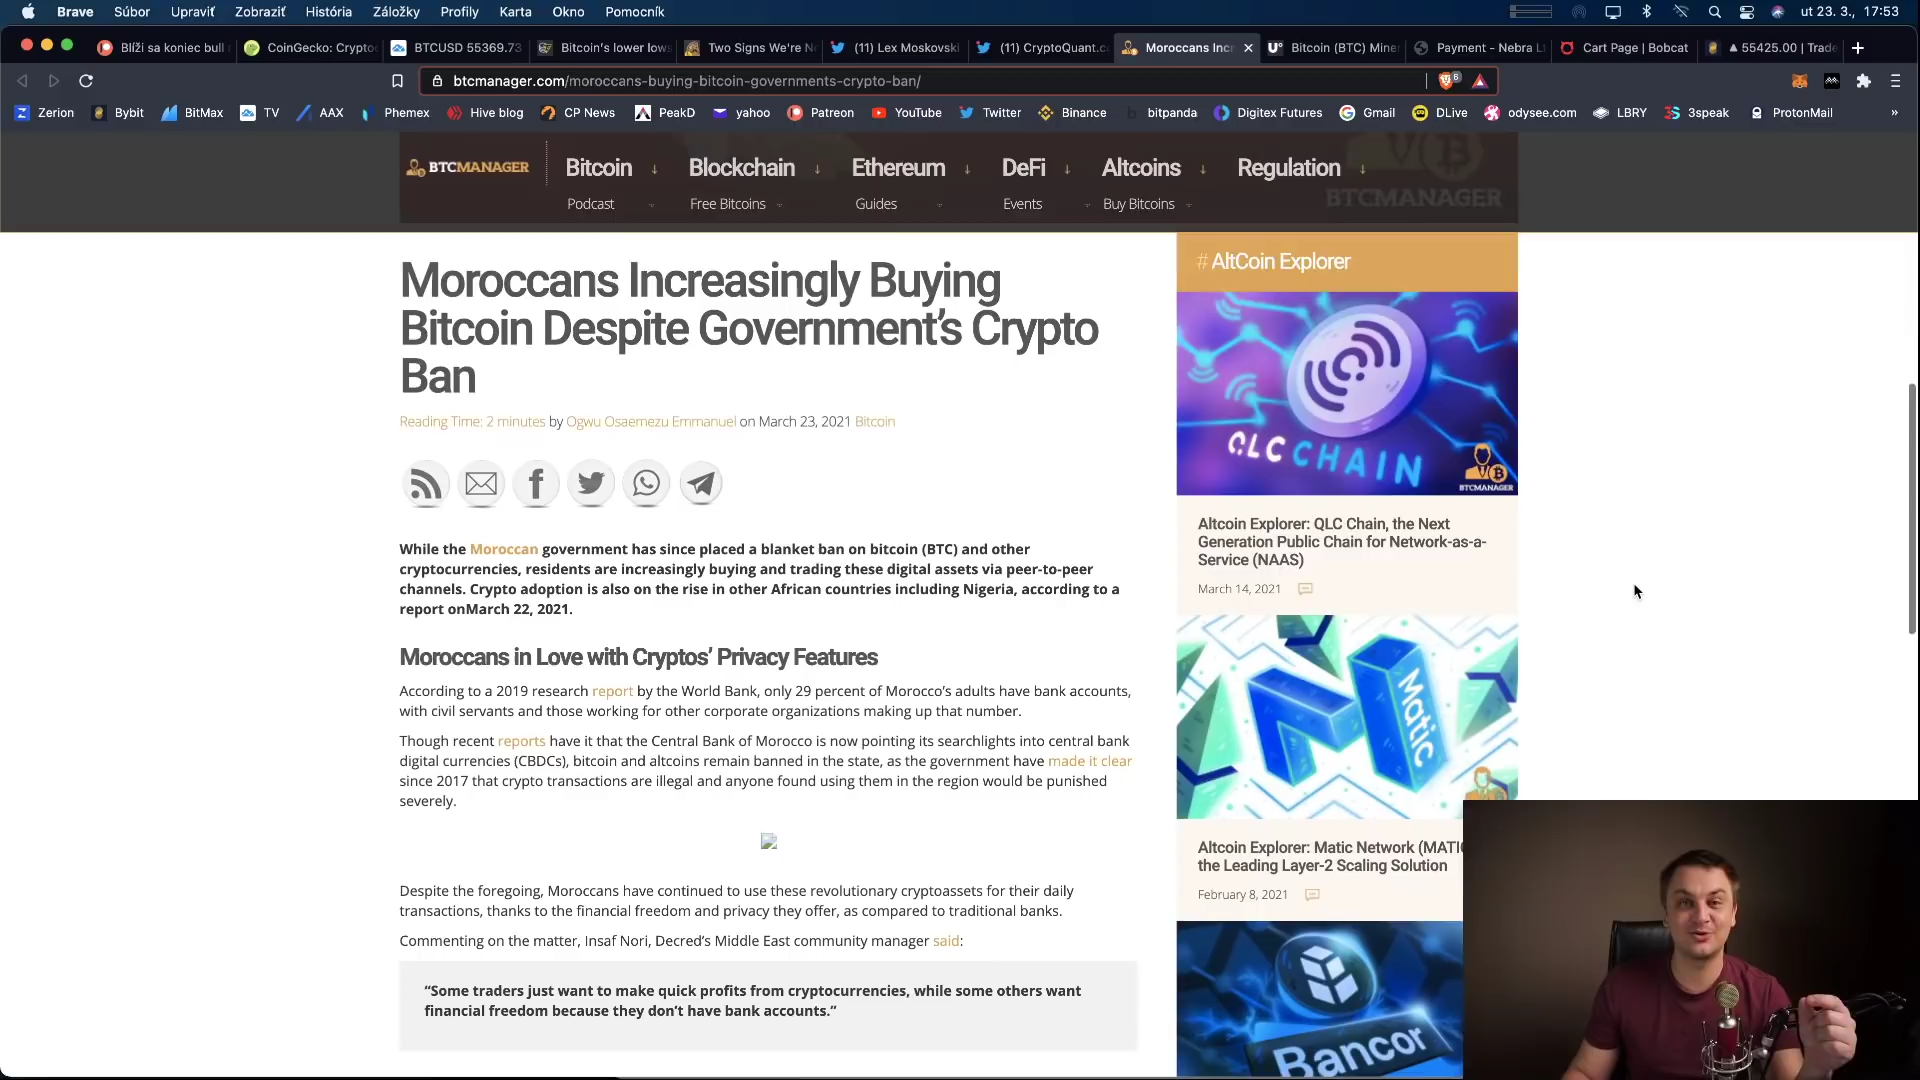 Brave Súbor Upraviť Zobraziť História Záložky Profily Karta Okno Pomocník ut 23. 3., 17:53
Blíži sa koniec bull CoinGecko: Crypto BTCUSD 55369.73 Bitcoin's lower lows Two Signs We're N (11) Lex Moskovski (11) CryptoQuant.c Moroccans Incr Bitcoin (BTC) Miner Payment - Nebra Lt Cart Page | Bobcat ▲ 55425.00 | Trade
btcmanager.com/moroccans-buying-bitcoin-governments-crypto-ban/ 6
Zerion Bybit BitMax TV AAX Phemex Hive blog CP News PeakD yahoo Patreon YouTube Twitter Binance bitpanda Digitex Futures Gmail DLive odysee.com LBRY 3speak ProtonMail »
BTCMANAGER Bitcoin Blockchain Ethereum DeFi Altcoins Regulation
Podcast Free Bitcoins Guides Events Buy Bitcoins
BTCMANAGER
Moroccans Increasingly Buying
Bitcoin Despite Government's Crypto
Ban
Reading Time: 2 minutes by Ogwu Osaemezu Emmanuel on March 23, 2021 Bitcoin
While the Moroccan government has since placed a blanket ban on bitcoin (BTC) and other
cryptocurrencies, residents are increasingly buying and trading these digital assets via peer-to-peer
channels. Crypto adoption is also on the rise in other African countries including Nigeria, according to a
report onMarch 22, 2021.
Moroccans in Love with Cryptos' Privacy Features
According to a 2019 research report by the World Bank, only 29 percent of Morocco's adults have bank accounts,
with civil servants and those working for other corporate organizations making up that number.
Though recent reports have it that the Central Bank of Morocco is now pointing its searchlights into central bank
digital currencies (CBDCs), bitcoin and altcoins remain banned in the state, as the government have made it clear
since 2017 that crypto transactions are illegal and anyone found using them in the region would be punished
severely.
Despite the foregoing, Moroccans have continued to use these revolutionary cryptoassets for their daily
transactions, thanks to the financial freedom and privacy they offer, as compared to traditional banks.
Commenting on the matter, Insaf Nori, Decred's Middle East community manager said:
“Some traders just want to make quick profits from cryptocurrencies, while some others want
financial freedom because they don't have bank accounts.”
# AltCoin Explorer
QLC CHAIN
BTCMANAGER
Altcoin Explorer: QLC Chain, the Next
Generation Public Chain for Network-as-a-
Service (NAAS)
March 14, 2021
Matic
Altcoin Explorer: Matic Network (MATIC
the Leading Layer-2 Scaling Solution
February 8, 2021
Bancor